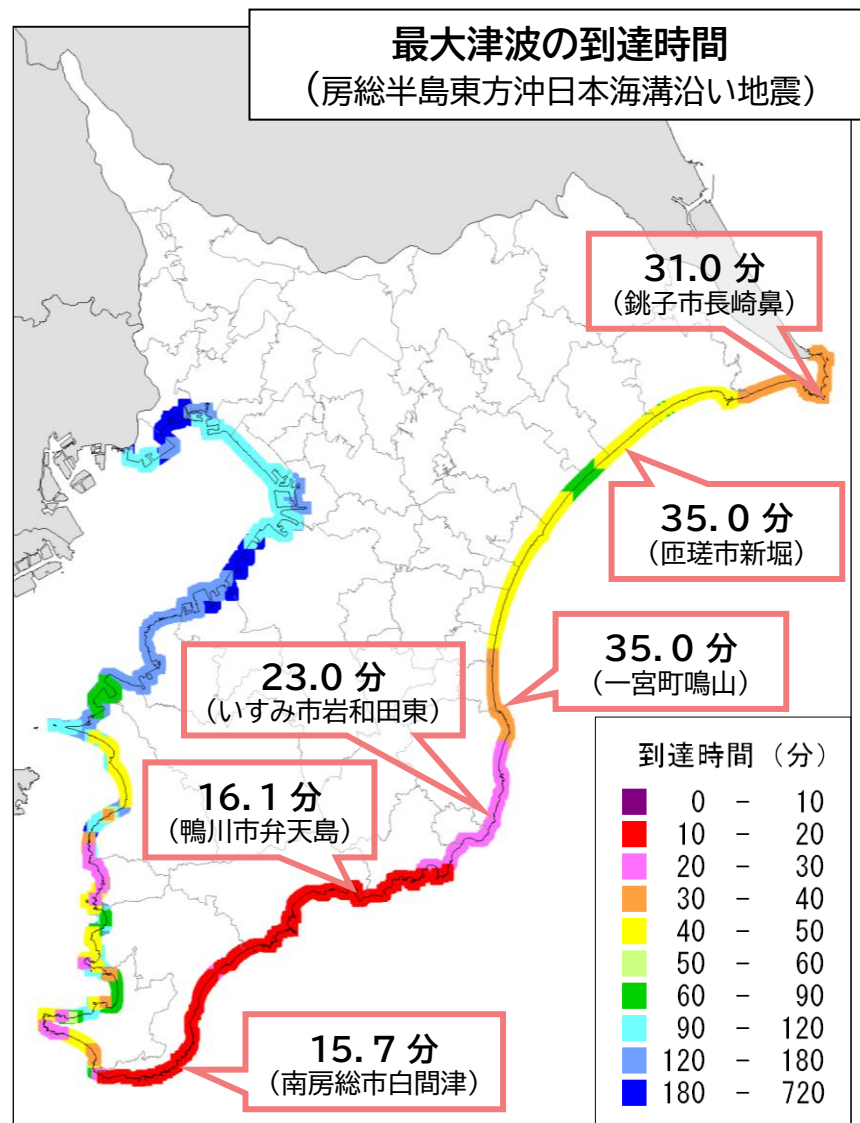 最大津波の到達時間
(房総半島東方沖日本海溝沿い地震)
31.0 分
(銚子市長崎鼻)
35.0 分
(匝瑳市新堀)
35.0 分
(一宮町鳴山)
23.0 分
(いすみ市岩和田東)
16.1 分
(鴨川市弁天島)
15.7 分
(南房総市白間津)
到達時間 (分)
0 - 10
10 - 20
20 - 30
30 - 40
40 - 50
50 - 60
60 - 90
90 - 120
120 - 180
180 - 720